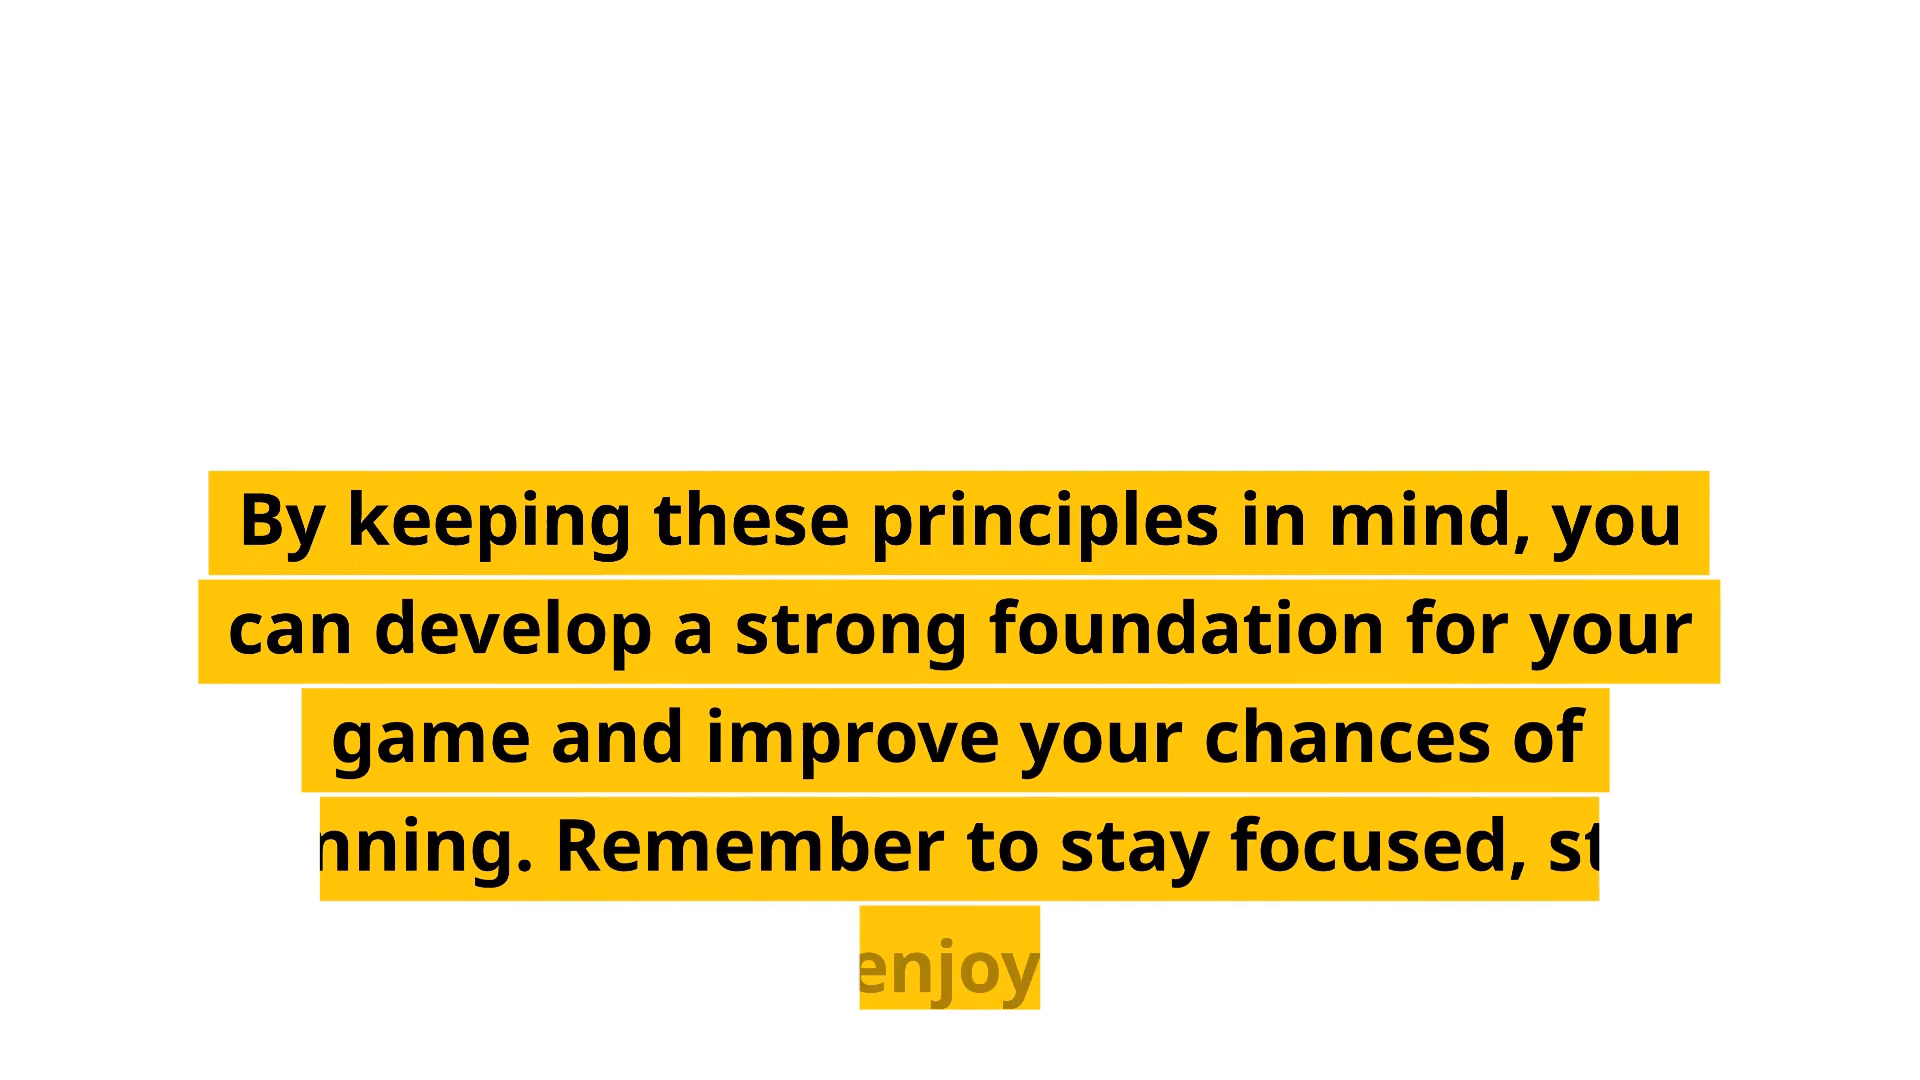 By keeping these principles in mind, you
can develop a strong foundation for your
game and improve your chances of
nning. Remember to stay focused, st
enjoy